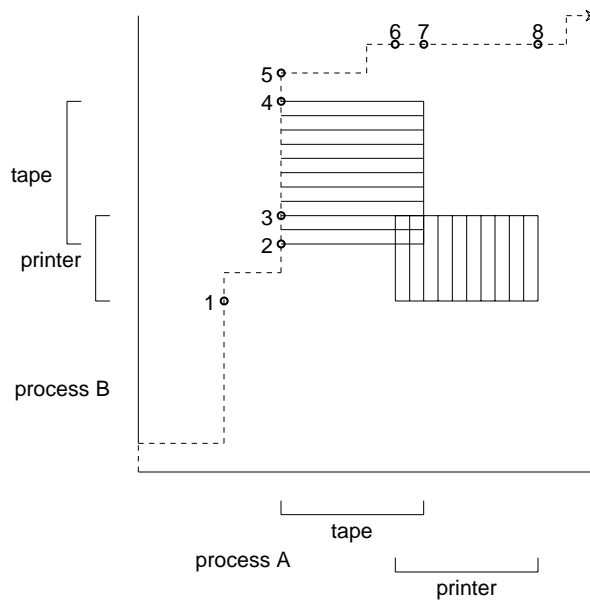 6 7 8
5
4
tape
3
2
printer
1
process B
tape
process A
printer